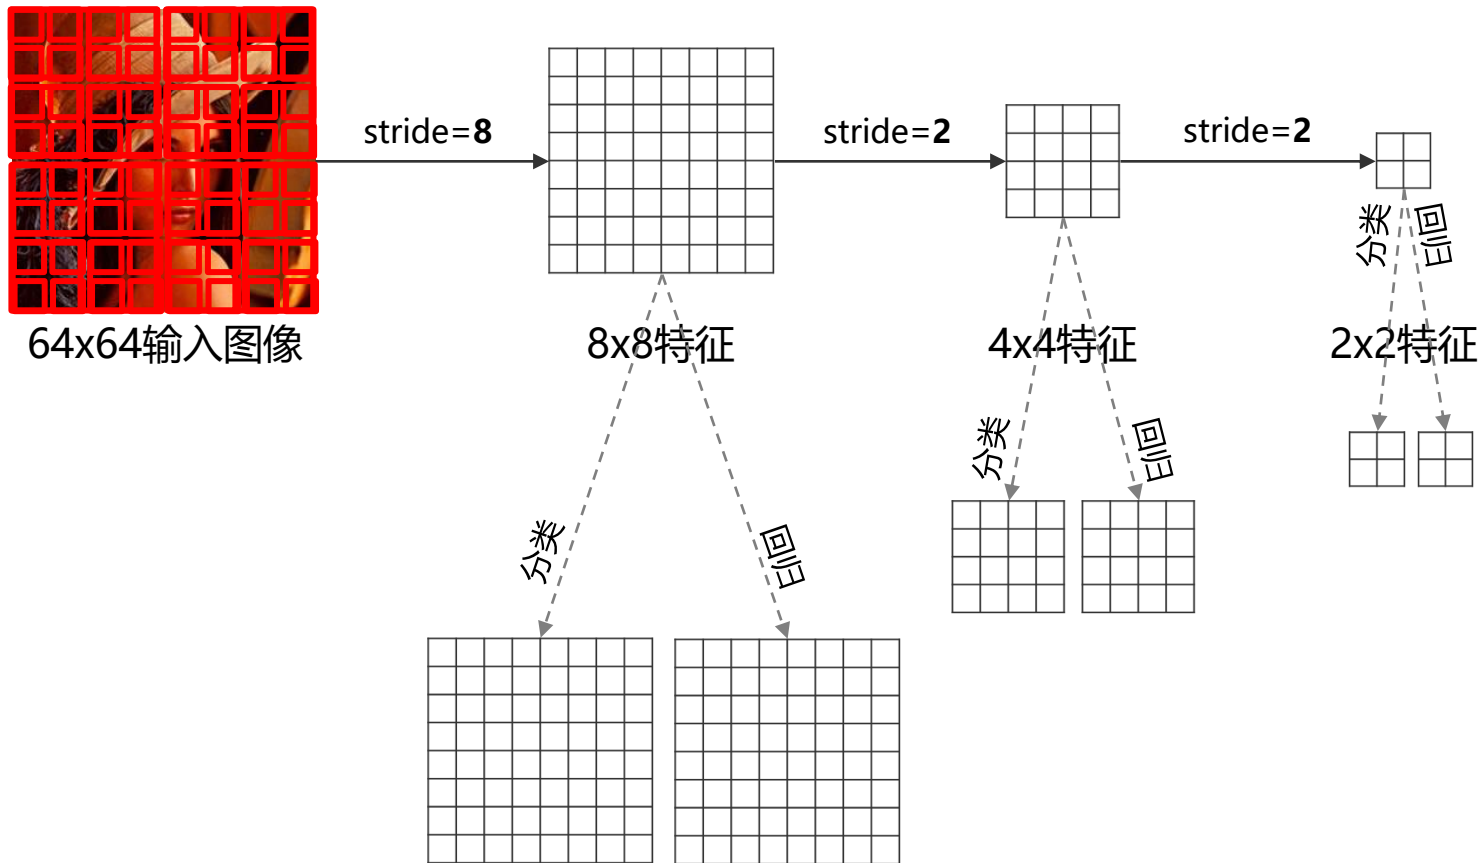 stride=8
stride=2
stride=2
64x64输入图像
8x8特征
4x4特征
2x2特征
分类
回归
分类
回归
分类
回归